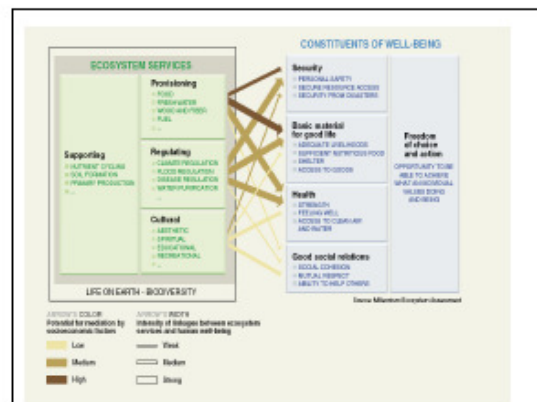 CONSTITUENTS OF WELL-BEING
ECOSYSTEM SERVICES
Supporting
NUTRIENT CYCLING
SOIL FORMATION
PRIMARY PRODUCTION
...
Provisioning
FOOD
FRESH WATER
WOOD AND FIBER
FUEL
...
Regulating
CLIMATE REGULATION
FLOOD REGULATION
DISEASE REGULATION
WATER PURIFICATION
...
Cultural
AESTHETIC
SPIRITUAL
EDUCATIONAL
RECREATIONAL
...
LIFE ON EARTH - BIODIVERSITY
Security
PERSONAL SAFETY
SECURE RESOURCE ACCESS
SECURITY FROM DISASTERS
Basic material
for good life
ADEQUATE LIVELIHOODS
SUFFICIENT NUTRITIOUS FOOD
SHELTER
ACCESS TO GOODS
Health
STRENGTH
FEELING WELL
ACCESS TO CLEAN AIR
AND WATER
Good social relations
SOCIAL COHESION
MUTUAL RESPECT
ABILITY TO HELP OTHERS
Freedom
of choice
and action
OPPORTUNITY TO BE
ABLE TO ACHIEVE
WHAT AN INDIVIDUAL
VALUES DOING
AND BEING
Source: Millennium Ecosystem Assessment
ARROW'S COLOR
Potential for mediation by
socioeconomic factors
Low
Medium
High
ARROW'S WIDTH
Intensity of linkages between ecosystem
services and human well-being
Weak
Medium
Strong